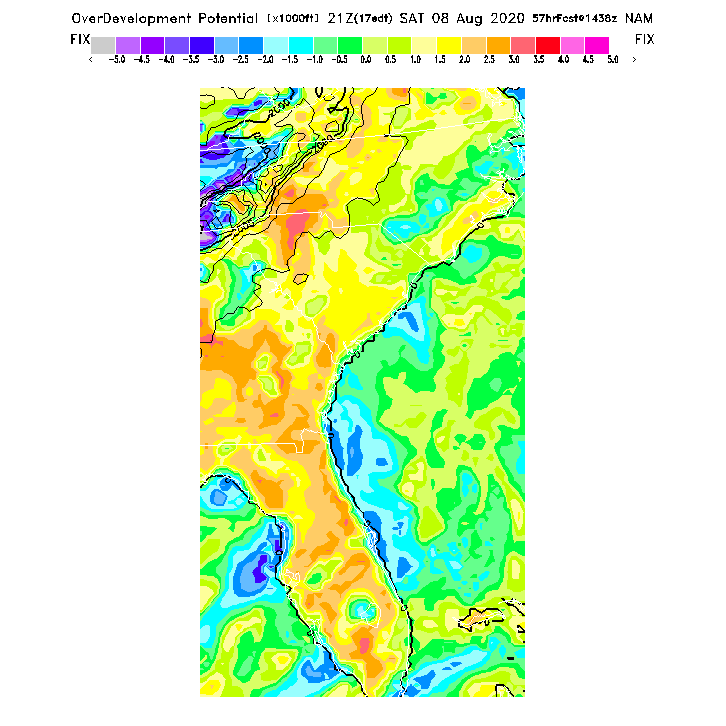 OverDevelopment Potential [x1000ft] 21Z(17edt) SAT 08 Aug 2020 57hrFcst@1438z NAM
FIX FIX
< -5.0 -4.5 -4.0 -3.5 -3.0 -2.5 -2.0 -1.5 -1.0 -0.5 0.0 0.5 1.0 1.5 2.0 2.5 3.0 3.5 4.0 4.5 5.0 >
2000
2000